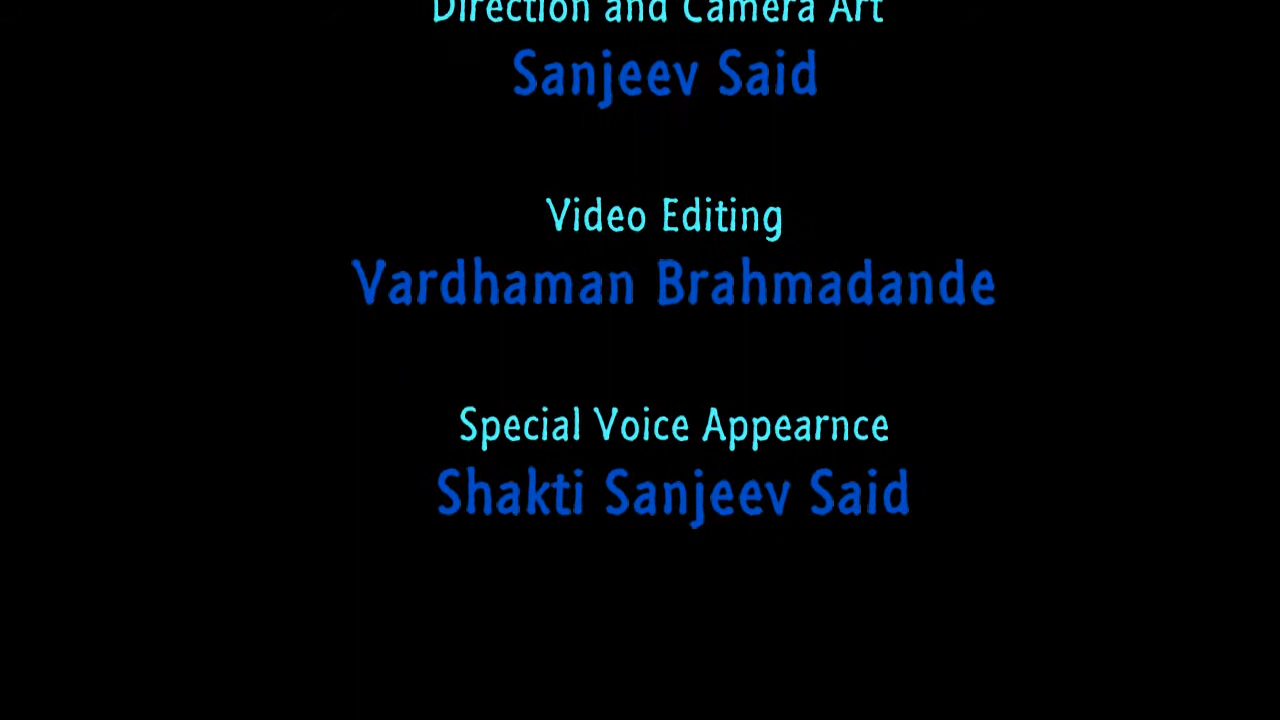 Direction and Camera Art
Sanjeev Said
Video Editing
Vardhaman Brahmadande
Special Voice Appearnce
Shakti Sanjeev Said